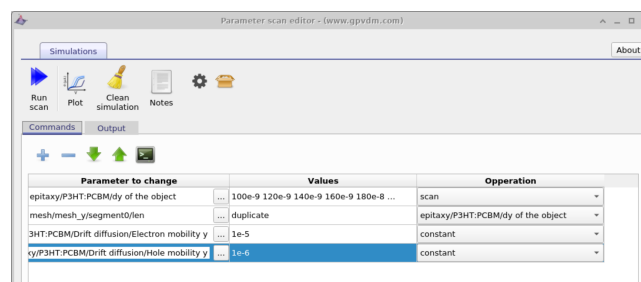 Parameter scan editor - (www.gpvdm.com)
Simulations
About
Run scan
Plot
Clean simulation
Notes
Commands
Output
Parameter to change
Values
Opperation
epitaxy/P3HT:PCBM/dy of the object
...
100e-9 120e-9 140e-9 160e-9 180e-8 ...
scan
mesh/mesh_y/segment0/len
...
duplicate
epitaxy/P3HT:PCBM/dy of the object
3HT:PCBM/Drift diffusion/Electron mobility y
...
1e-5
constant
xy/P3HT:PCBM/Drift diffusion/Hole mobility y
...
1e-6
constant